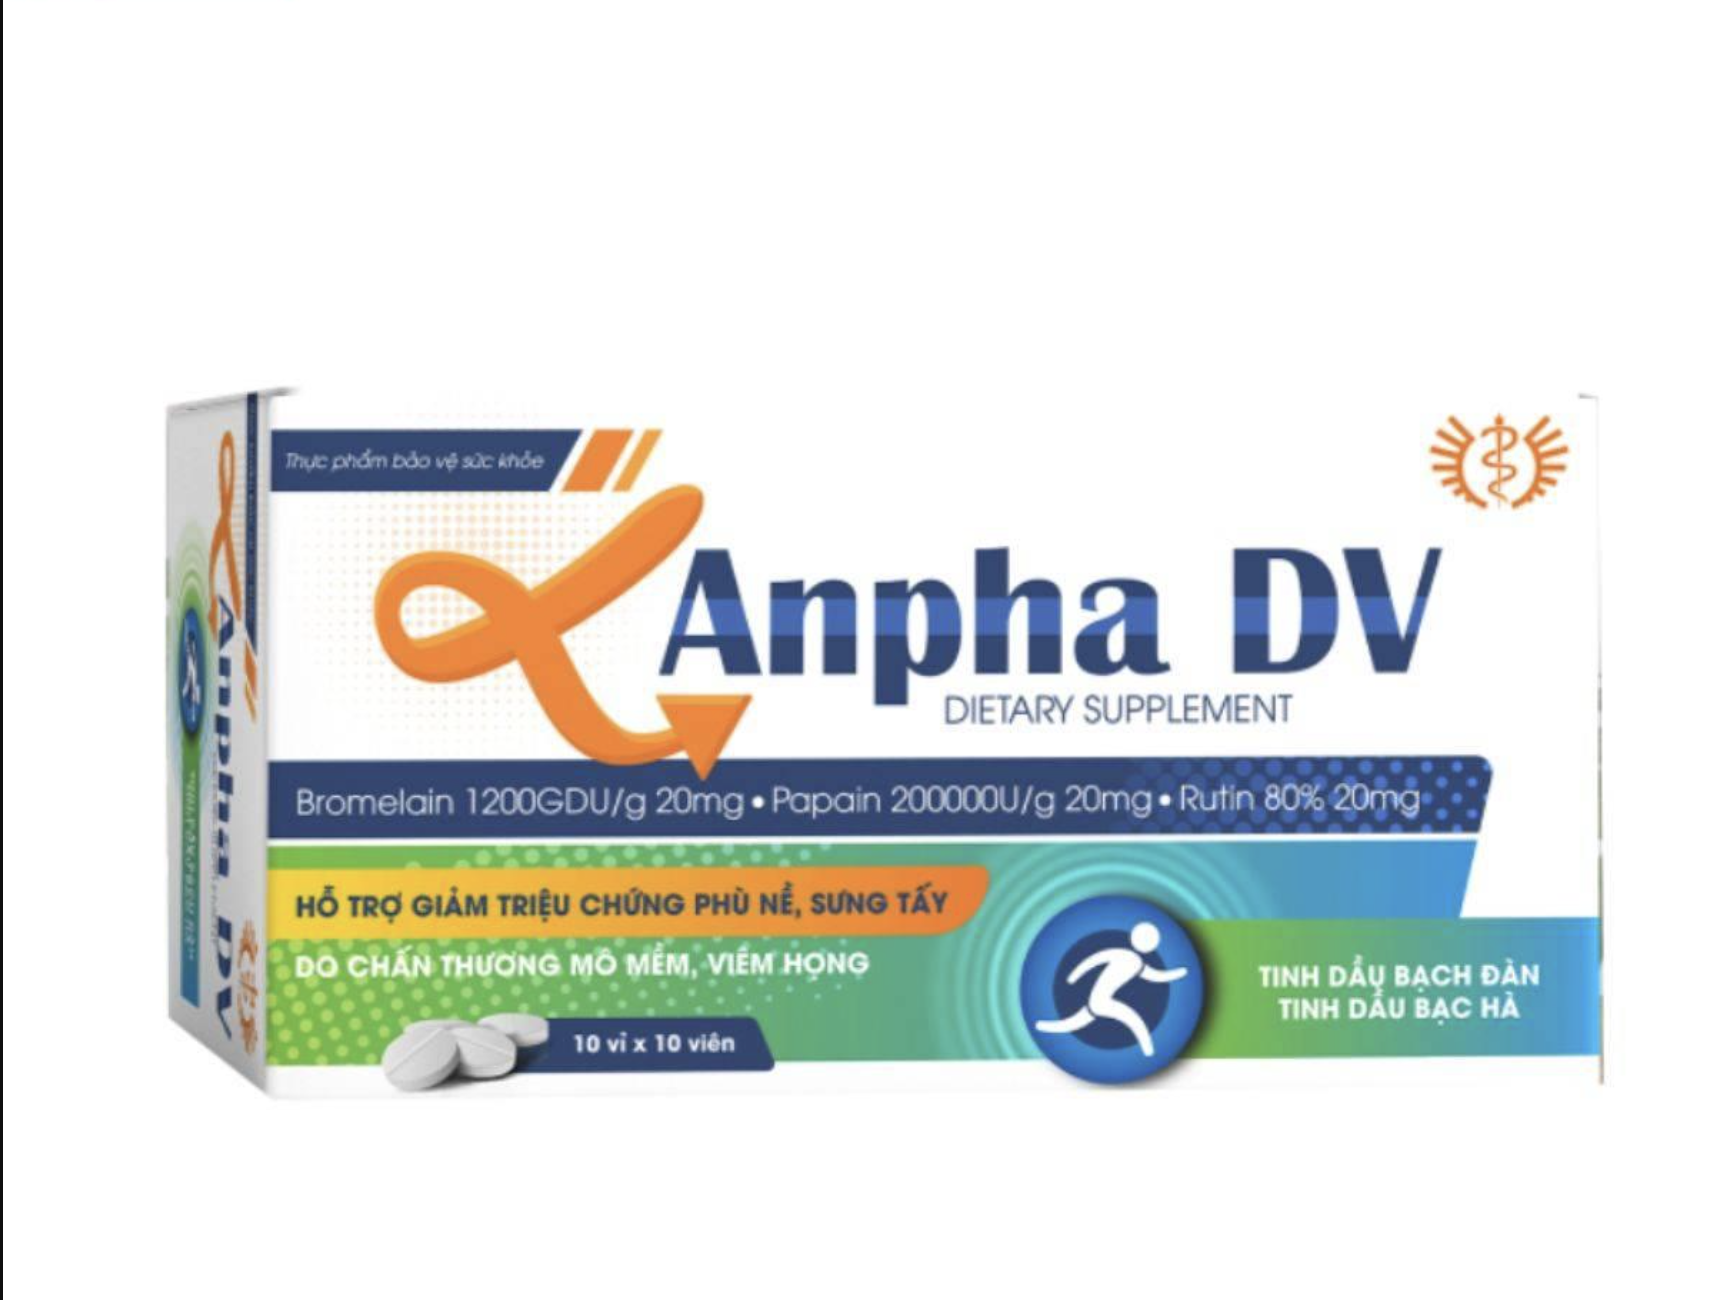 Thực phẩm bảo vệ sức khỏe
Anpha DV
DIETARY SUPPLEMENT
Bromelain 1200GDU/g 20mg • Papain 200000U/g 20mg • Rutin 80% 20mg
HỖ TRỢ GIẢM TRIỆU CHỨNG PHÙ NỀ, SƯNG TẤY
DO CHẤN THƯƠNG MÔ MỀM, VIÊM HỌNG
10 vỉ x 10 viên
TINH DẦU BẠCH ĐÀN
TINH DẦU BẠC HÀ
Anpha DV